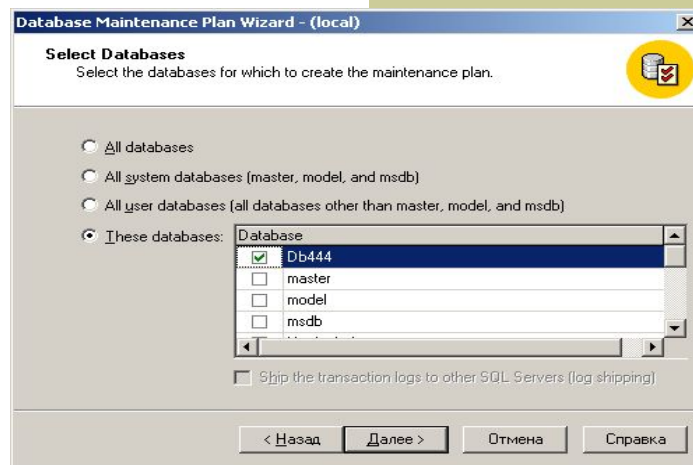 Database Maintenance Plan Wizard - (local)
Select Databases
Select the databases for which to create the maintenance plan.
All databases
All system databases (master, model, and msdb)
All user databases (all databases other than master, model, and msdb)
These databases:
Database
Db444
master
model
msdb
Ship the transaction logs to other SQL Servers (log shipping)
< Назад
Далее >
Отмена
Справка